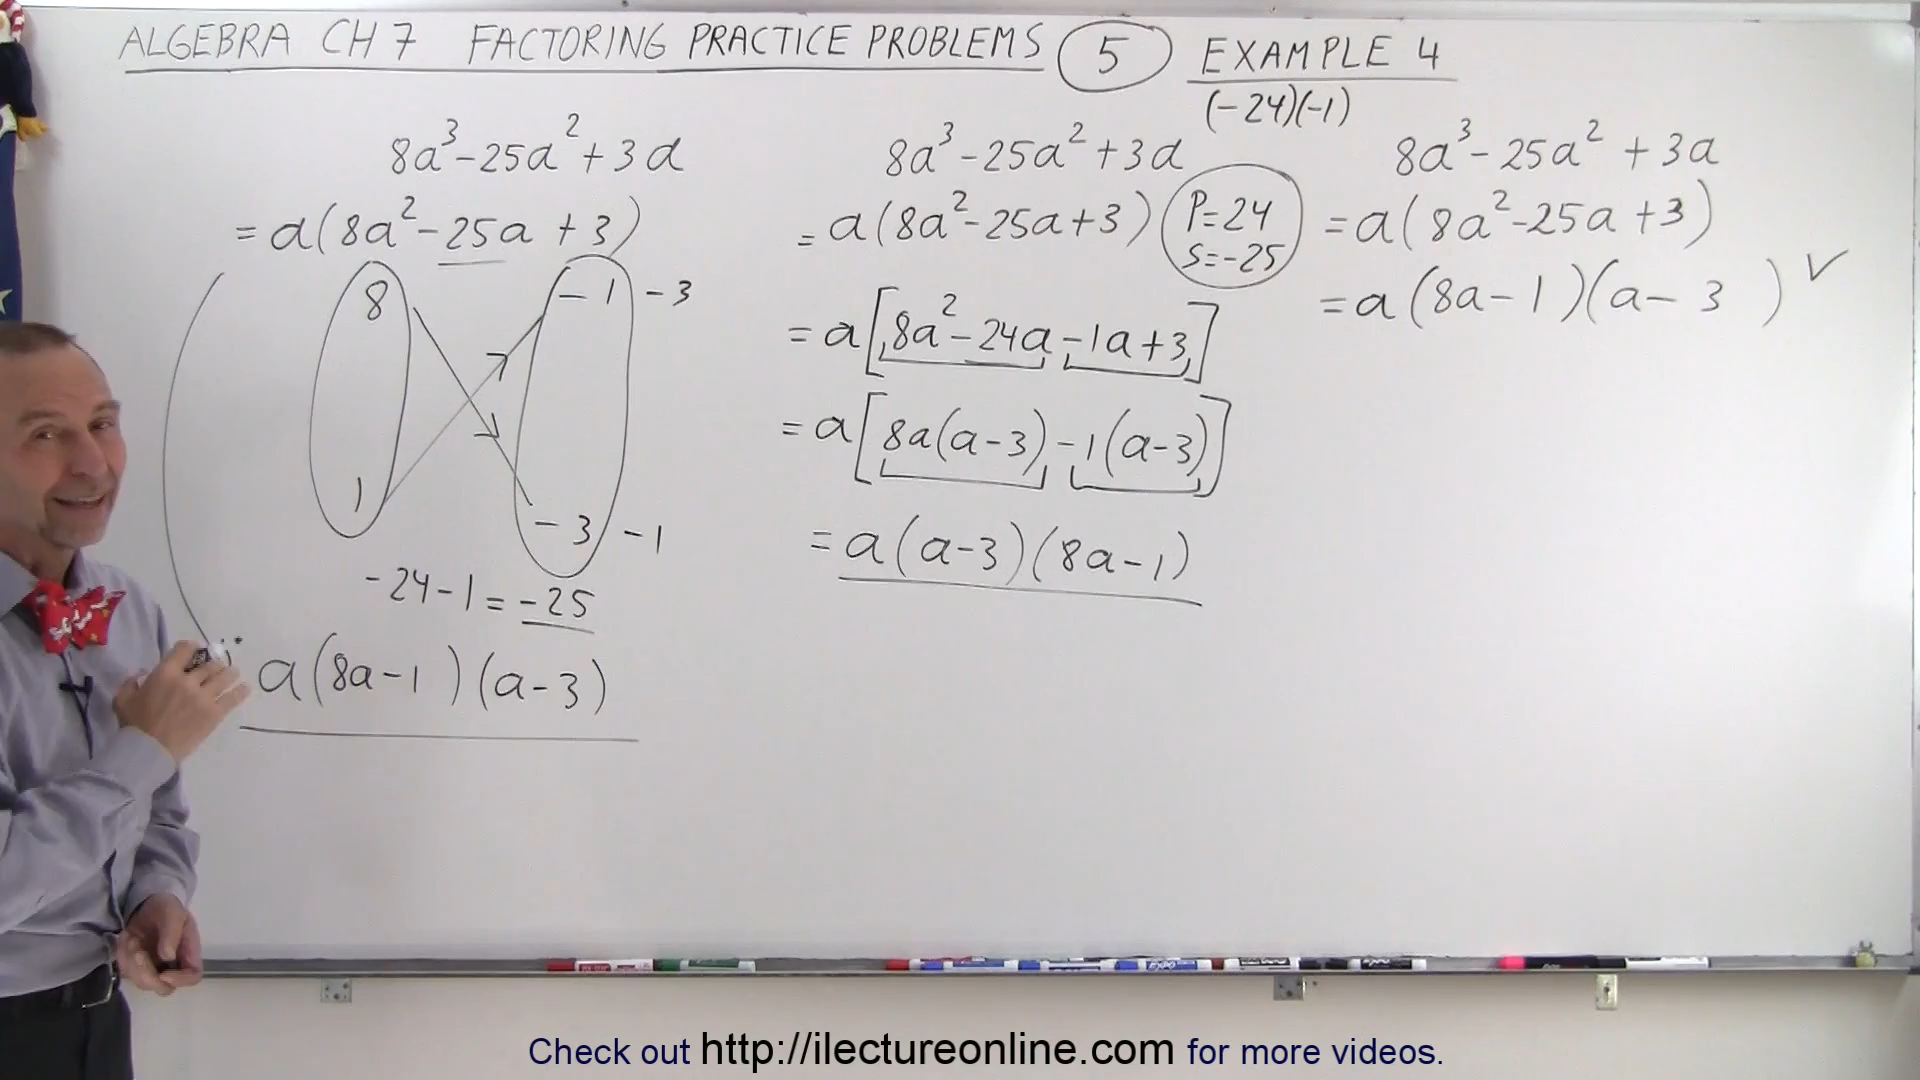 ALGEBRA CH 7 FACTORING PRACTICE PROBLEMS 5 EXAMPLE 4
8a³-25a²+3a
= a(8a²-25a+3)
8 -1 -3
1 -3 -1
-24-1=-25
∴ a(8a-1)(a-3)
8a³-25a²+3a
= a(8a²-25a+3)
P=24
S=-25
= a[8a²-24a-1a+3]
= a[8a(a-3)-1(a-3)]
= a(a-3)(8a-1)
(-24)(-1)
8a³-25a²+3a
= a(8a²-25a+3)
= a(8a-1)(a-3) ✓
Check out http://ilectureonline.com for more videos.